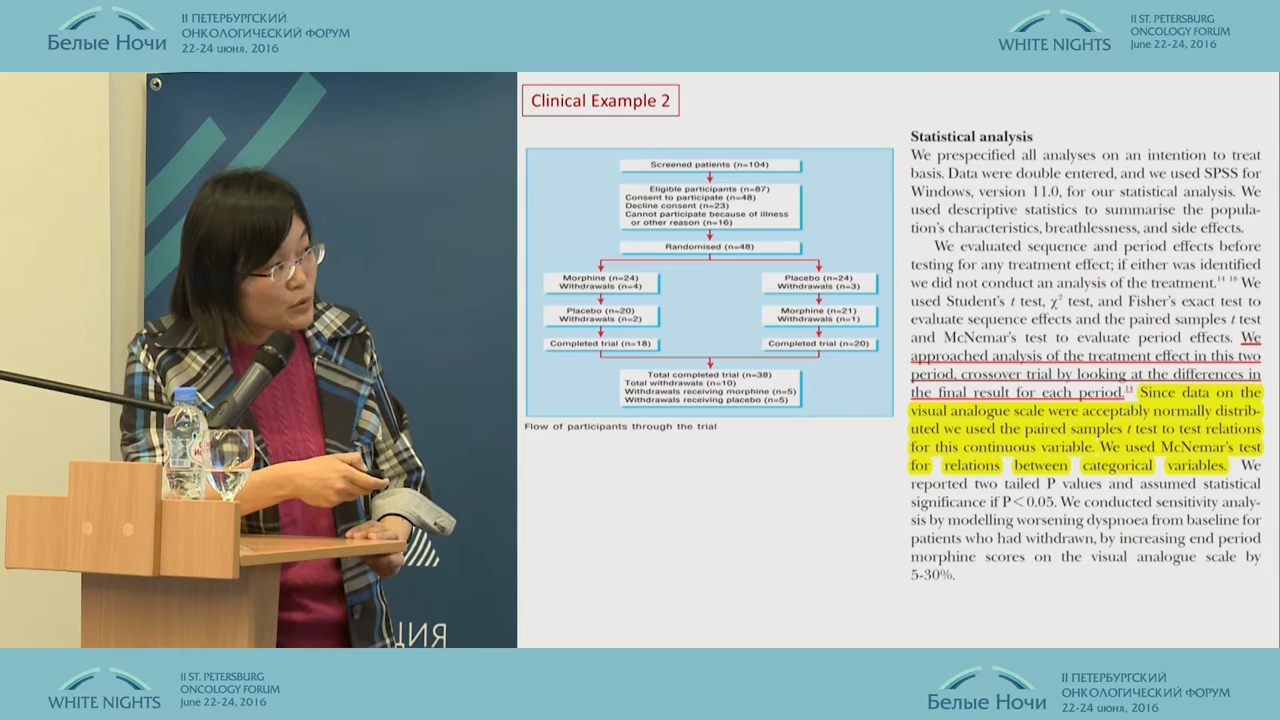 Белые Ночи
II ПЕТЕРБУРГСКИЙ
ОНКОЛОГИЧЕСКИЙ ФОРУМ
22-24 июня, 2016
WHITE NIGHTS
II ST. PETERSBURG
ONCOLOGY FORUM
June 22-24, 2016
Clinical Example 2
Screened patients (n=104)
Eligible participants (n=87)
Consent to participate (n=48)
Decline consent (n=23)
Cannot participate because of illness
or other reason (n=16)
Randomised (n=48)
Morphine (n=24)
Withdrawals (n=4)
Placebo (n=24)
Withdrawals (n=3)
Placebo (n=20)
Withdrawals (n=2)
Morphine (n=21)
Withdrawals (n=1)
Completed trial (n=18)
Completed trial (n=20)
Total completed trial (n=38)
Total withdrawals (n=10)
Withdrawals receiving morphine (n=5)
Withdrawals receiving placebo (n=5)
Flow of participants through the trial
Statistical analysis
We prespecified all analyses on an intention to treat
basis. Data were double entered, and we used SPSS for
Windows, version 11.0, for our statistical analysis. We
used descriptive statistics to summarise the popula-
tion's characteristics, breathlessness, and side effects.
We evaluated sequence and period effects before
testing for any treatment effect; if either was identified
we did not conduct an analysis of the treatment.14 18 We
used Student's t test, χ2 test, and Fisher's exact test to
evaluate sequence effects and the paired samples t test
and McNemar's test to evaluate period effects. We
approached analysis of the treatment effect in this two
period, crossover trial by looking at the differences in
the final result for each period.14 Since data on the
visual analogue scale were acceptably normally distrib-
uted we used the paired samples t test to test relations
for this continuous variable. We used McNemar's test
for relations between categorical variables. We
reported two tailed P values and assumed statistical
significance if P<0.05. We conducted sensitivity analy-
sis by modelling worsening dyspnoea from baseline for
patients who had withdrawn, by increasing end period
morphine scores on the visual analogue scale by
5-30%.
WHITE NIGHTS
II ST. PETERSBURG
ONCOLOGY FORUM
June 22-24, 2016
Белые Ночи
II ПЕТЕРБУРГСКИЙ
ОНКОЛОГИЧЕСКИЙ ФОРУМ
22-24 июня, 2016